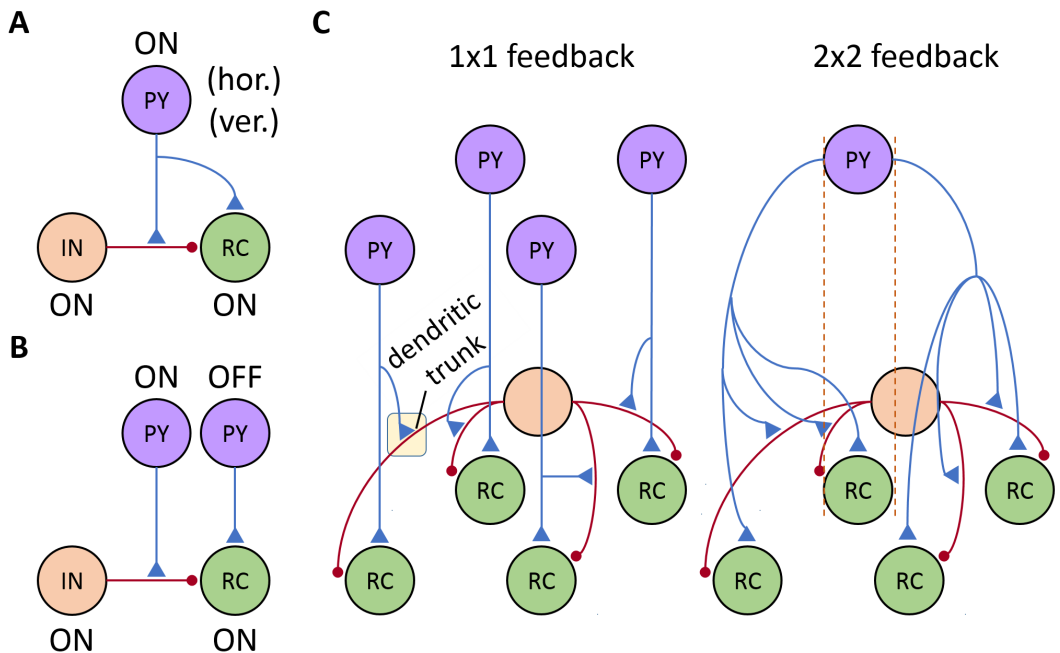 A
ON
PY
(hor.)
(ver.)
IN
RC
ON
ON
B
ON
OFF
PY
PY
IN
RC
ON
ON
C
1x1 feedback
2x2 feedback
PY
PY
PY
PY
PY
dendritic
trunk
RC
RC
RC
RC
RC
RC
RC
RC